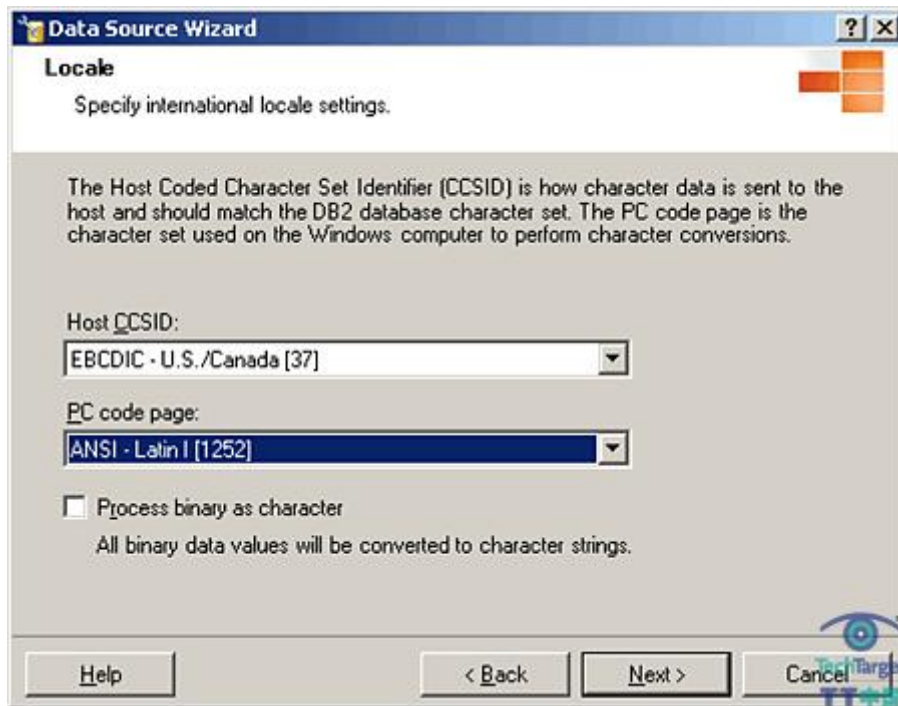 Data Source Wizard
Locale
Specify international locale settings.
The Host Coded Character Set Identifier (CCSID) is how character data is sent to the
host and should match the DB2 database character set. The PC code page is the
character set used on the Windows computer to perform character conversions.
Host CCSID:
EBCDIC - U.S./Canada [37]
PC code page:
ANSI - Latin I [1252]
Process binary as character
All binary data values will be converted to character strings.
Help < Back Next > Cancel
TechTarge